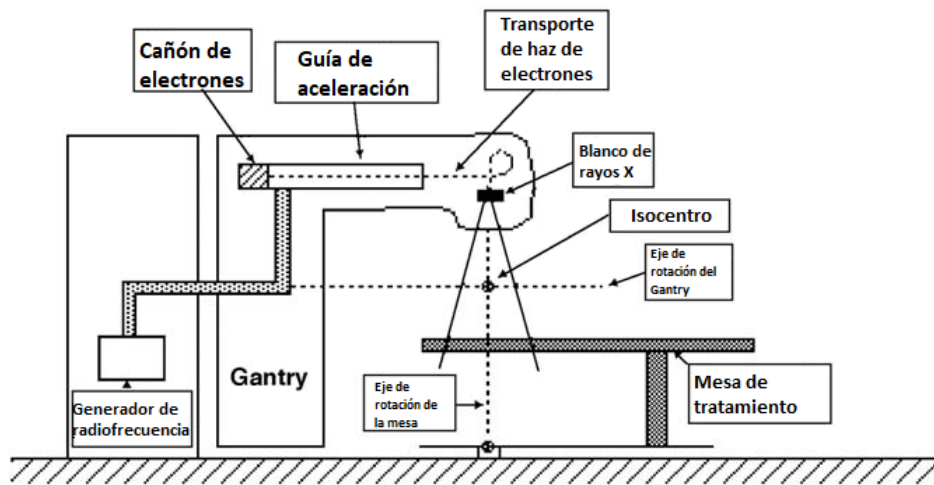 Cañón de
electrones
Guía de
aceleración
Transporte
de haz de
electrones
Blanco de
rayos X
Isocentro
Eje de
rotación del
Gantry
Gantry
Generador de
radiofrecuencia
Eje de
rotación de
la mesa
Mesa de
tratamiento